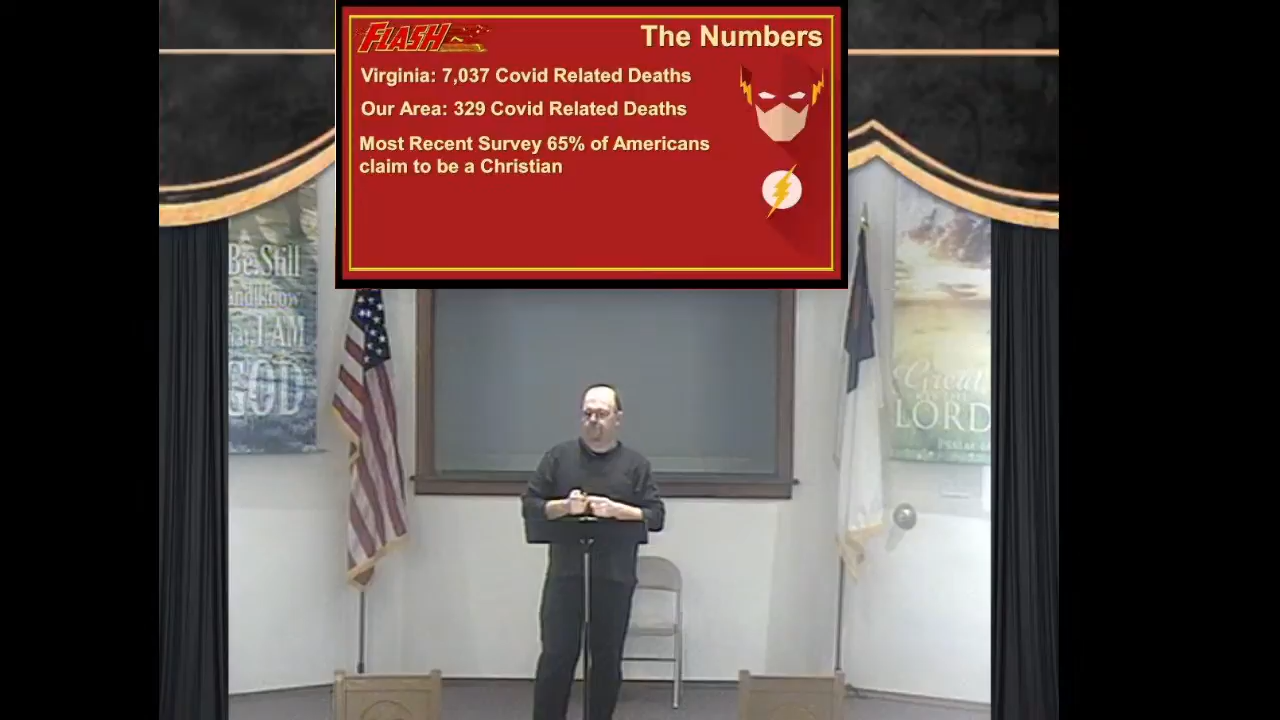 FLASH
The Numbers
Virginia: 7,037 Covid Related Deaths
Our Area: 329 Covid Related Deaths
Most Recent Survey 65% of Americans
claim to be a Christian
Be Still
and know
I AM
GOD
Great
LORD